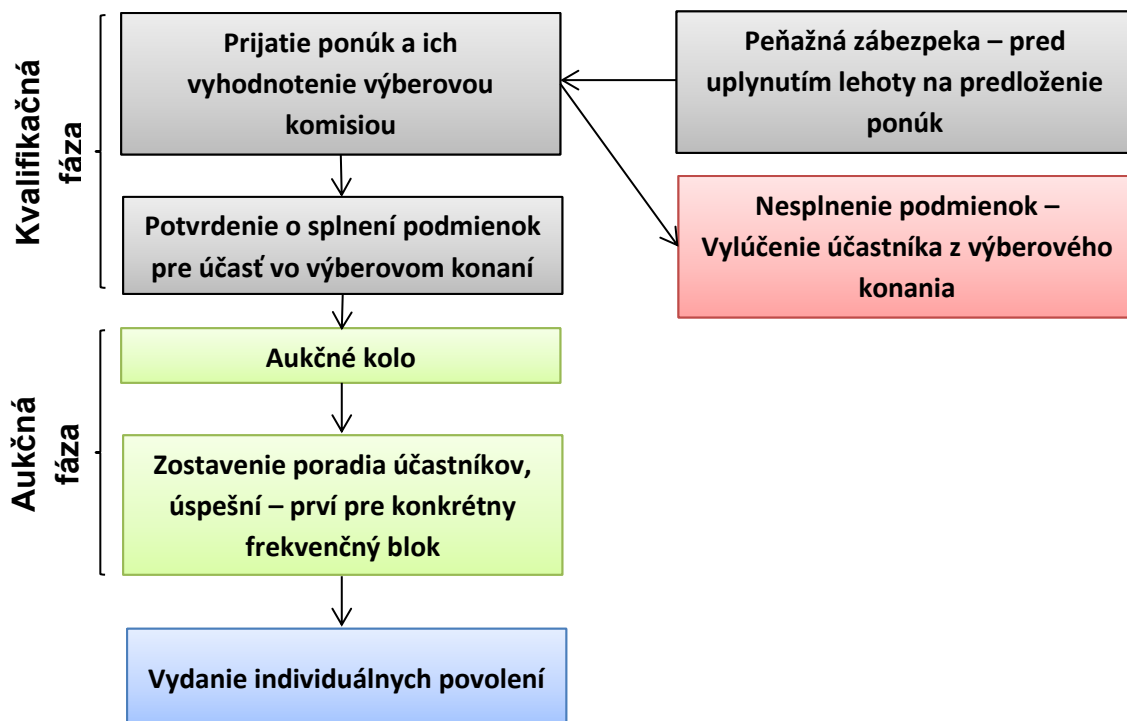 Kvalifikačná
fáza
Prijatie ponúk a ich
vyhodnotenie výberovou
komisiou
Peňažná zábezpeka – pred
uplynutím lehoty na predloženie
ponúk
Potvrdenie o splnení podmienok
pre účasť vo výberovom konaní
Nesplnenie podmienok –
Vylúčenie účastníka z výberového
konania
Aukčná
fáza
Aukčné kolo
Zostavenie poradia účastníkov,
úspešní – prví pre konkrétny
frekvenčný blok
Vydanie individuálnych povolení